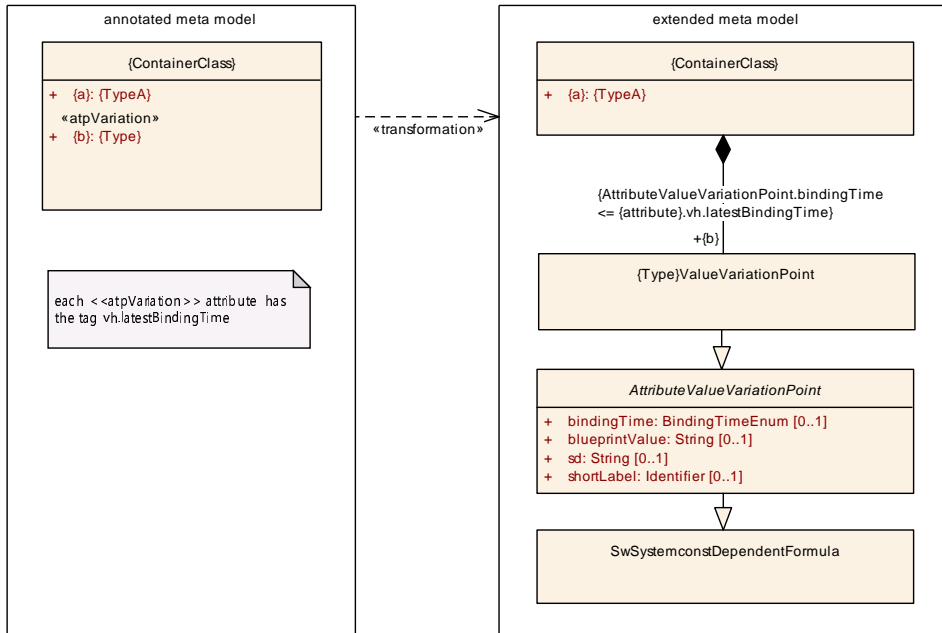 annotated meta model
{ContainerClass}
+ {a}: {TypeA}
«atpVariation»
+ {b}: {Type}
each <<atpVariation>> attribute has
the tag vh.latestBindingTime
«transformation»
extended meta model
{ContainerClass}
+ {a}: {TypeA}
{AttributeValueVariationPoint.bindingTime
<= {attribute}.vh.latestBindingTime}
+{b}
{Type}ValueVariationPoint
AttributeValueVariationPoint
+ bindingTime: BindingTimeEnum [0..1]
+ blueprintValue: String [0..1]
+ sd: String [0..1]
+ shortLabel: Identifier [0..1]
SwSystemconstDependentFormula